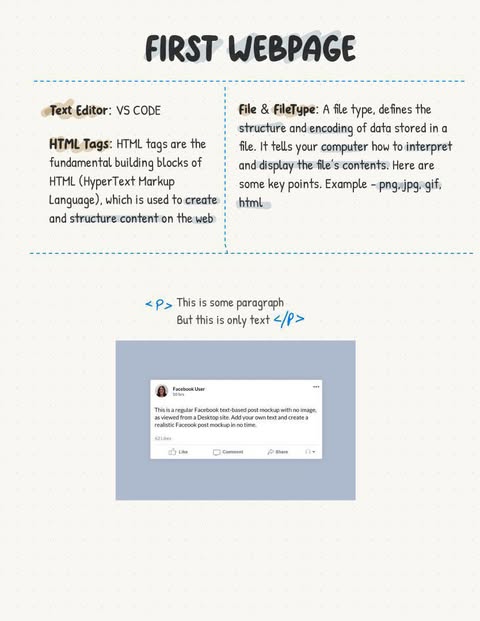 FIRST WEBPAGE
Text Editor: VS CODE
HTML Tags: HTML tags are the
fundamental building blocks of
HTML (HyperText Markup
Language), which is used to create
and structure content on the web
File & FileType: A file type, defines the
structure and encoding of data stored in a
file. It tells your computer how to interpret
and display the file's contents. Here are
some key points. Example - png, jpg, gif,
html
<P> This is some paragraph
But this is only text </P>
Facebook User
This is a regular Facebook text-based post mockup with no image,
as viewed from a Desktop site. Add your own text and create a
realistic Faceook post mockup in no time.
52 Likes
Like Comment Share